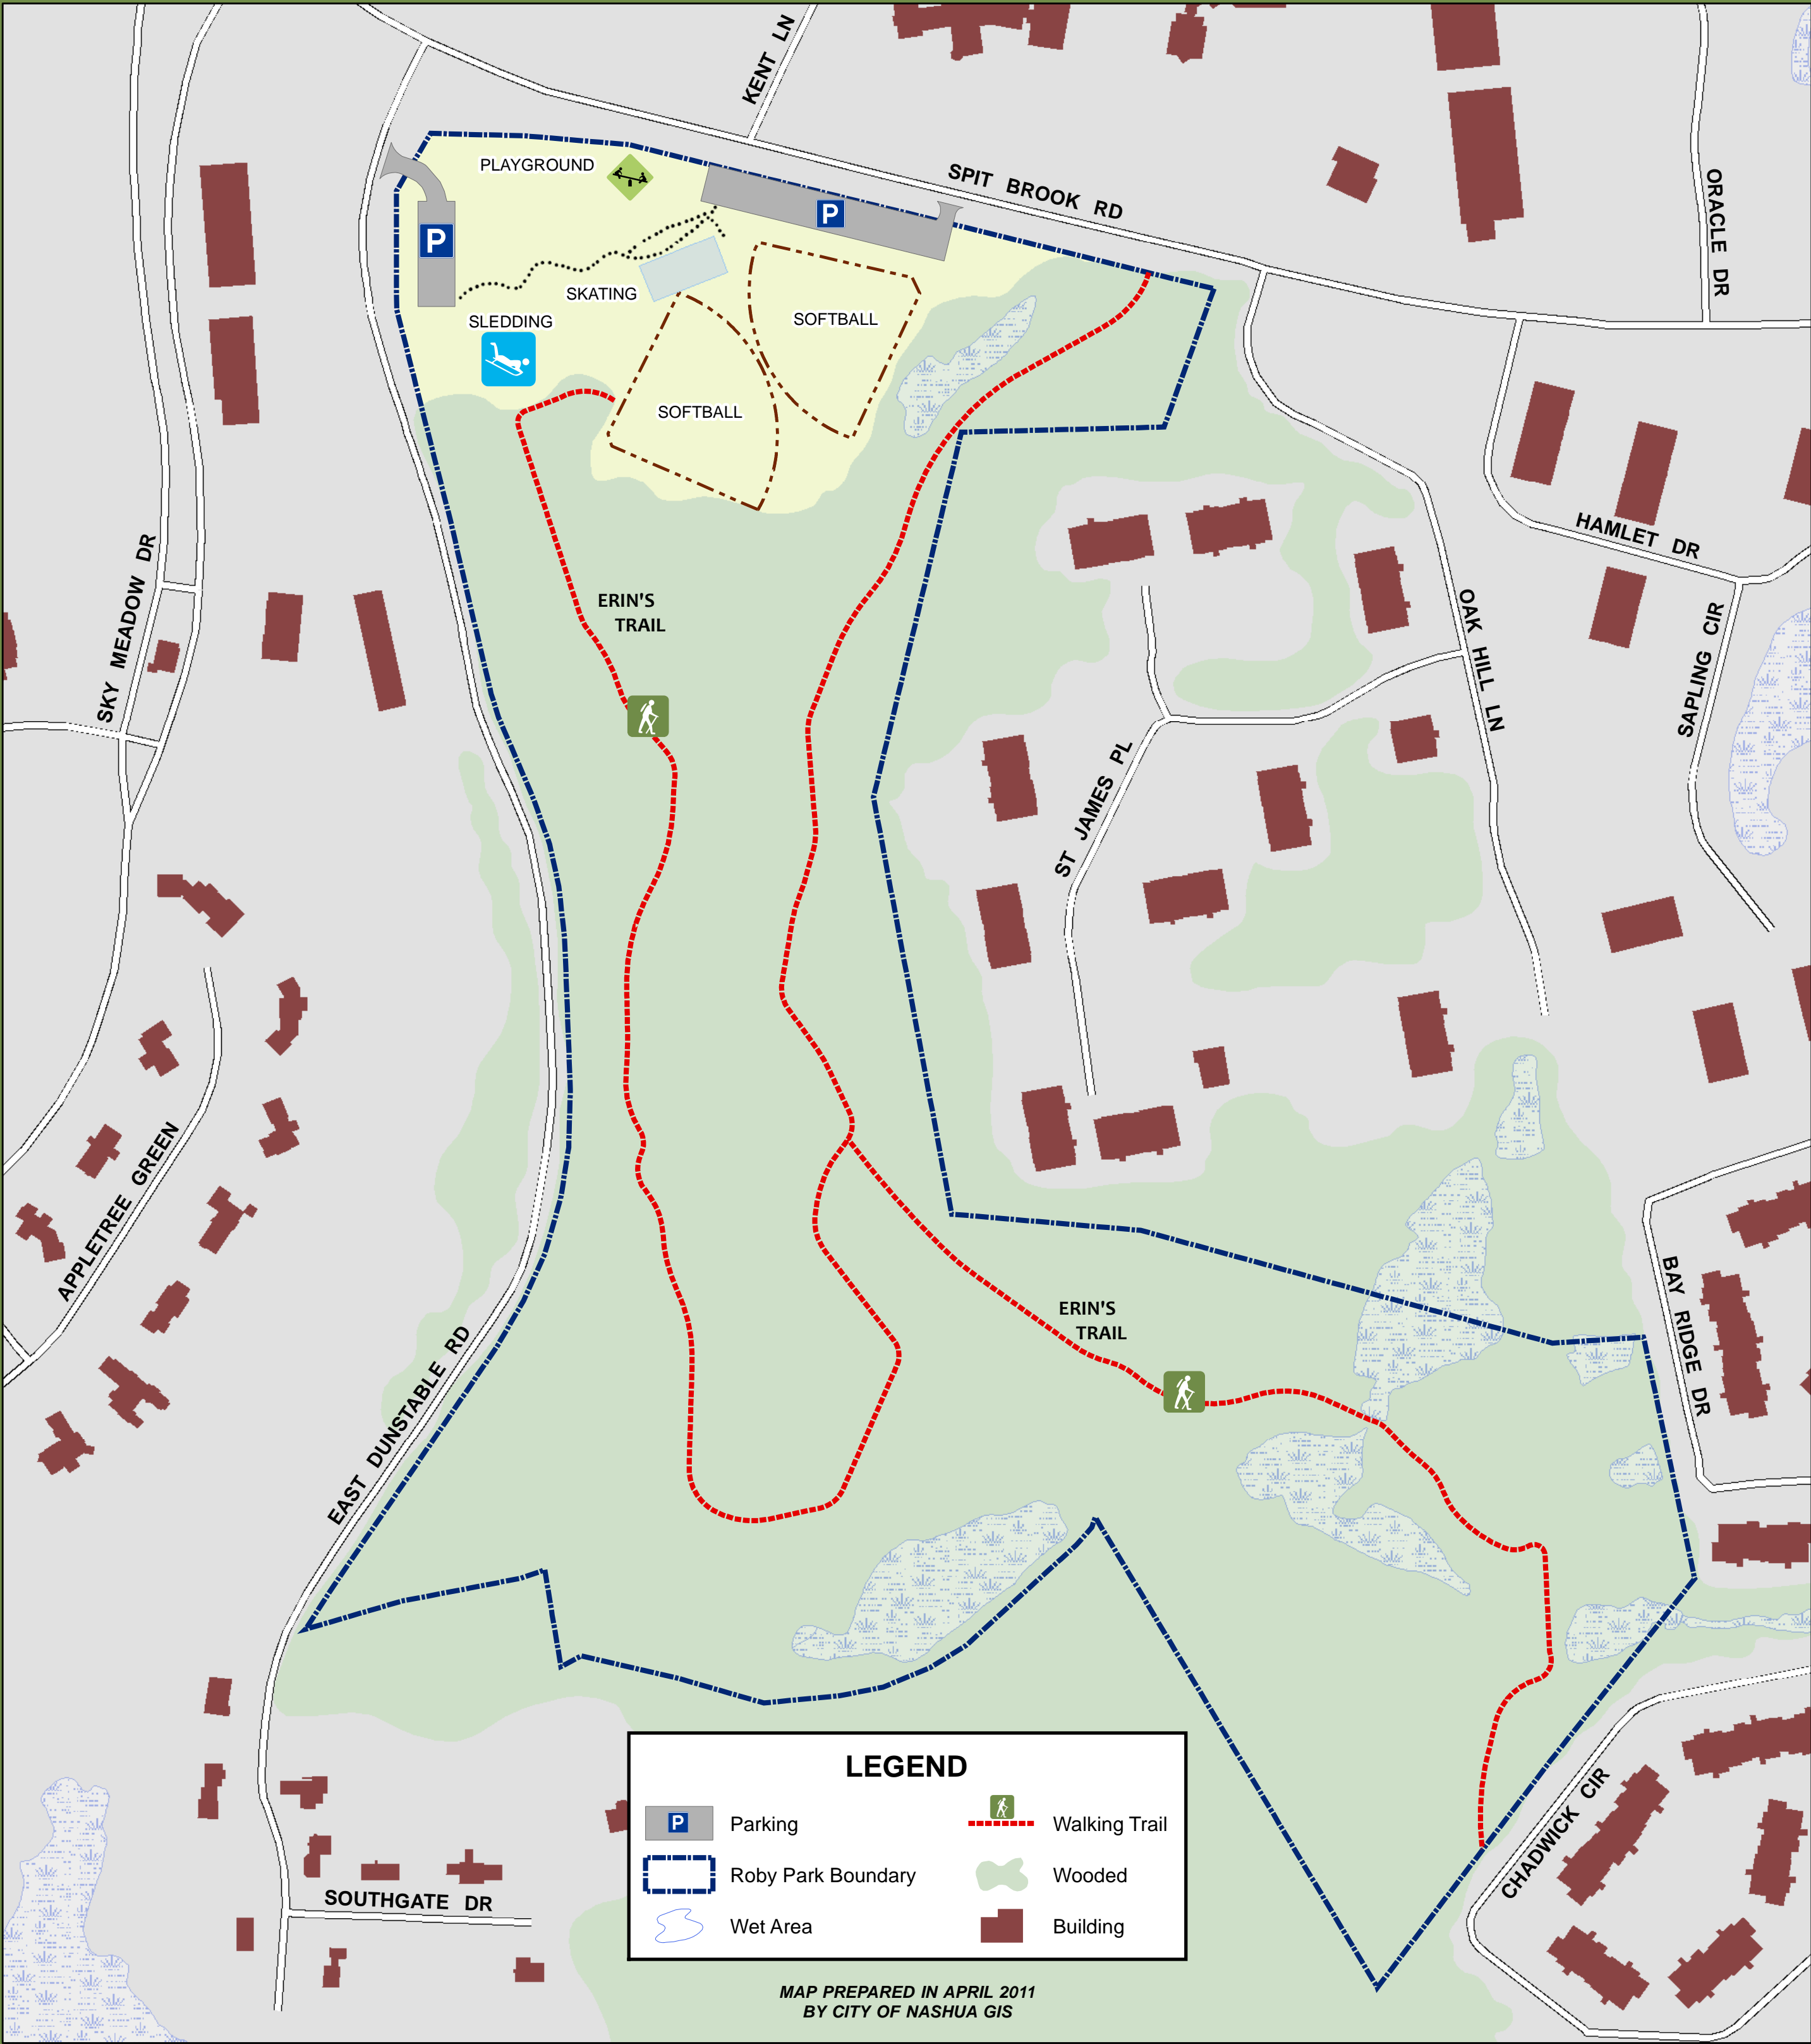 KENT LN
SPIT BROOK RD
ORACLE DR
PLAYGROUND
P
P
SKATING
SLEDDING
SOFTBALL
SOFTBALL
SKY MEADOW DR
HAMLET DR
ERIN'S
TRAIL
OAK HILL LN
SAPLING CIR
ST JAMES PL
APPLETREE GREEN
EAST DUNSTABLE RD
ERIN'S
TRAIL
BAY RIDGE DR
CHADWICK CIR
SOUTHGATE DR
LEGEND
P
Parking
Walking Trail
Roby Park Boundary
Wooded
Wet Area
Building
MAP PREPARED IN APRIL 2011
BY CITY OF NASHUA GIS